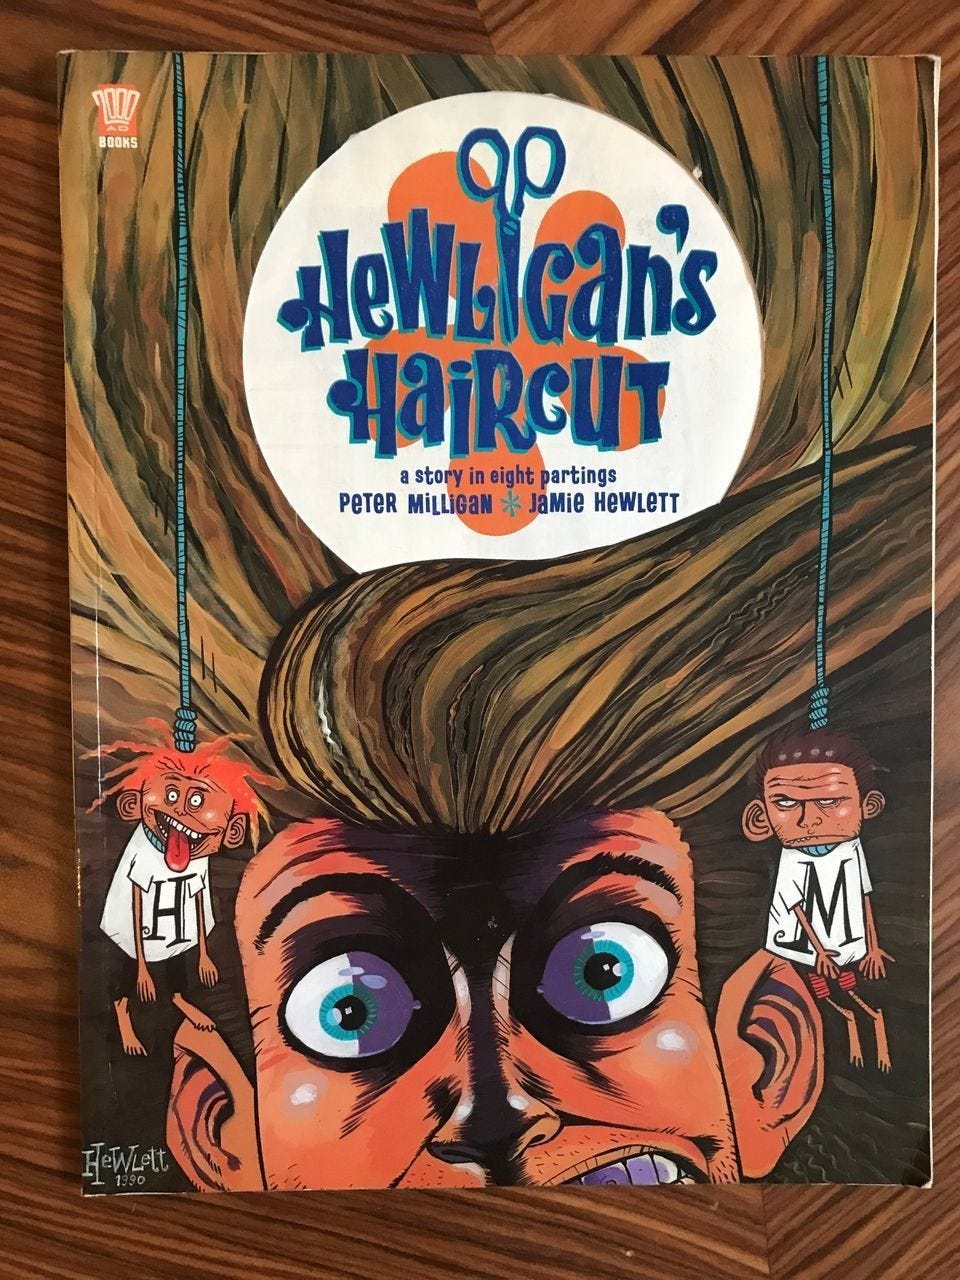 2000
AD
BOOKS
HEWLIGAN'S
HAIRCUT
a story in eight partings
PETER MILLIGAN * JAMIE HEWLETT
H
M
HEWLETT
1990